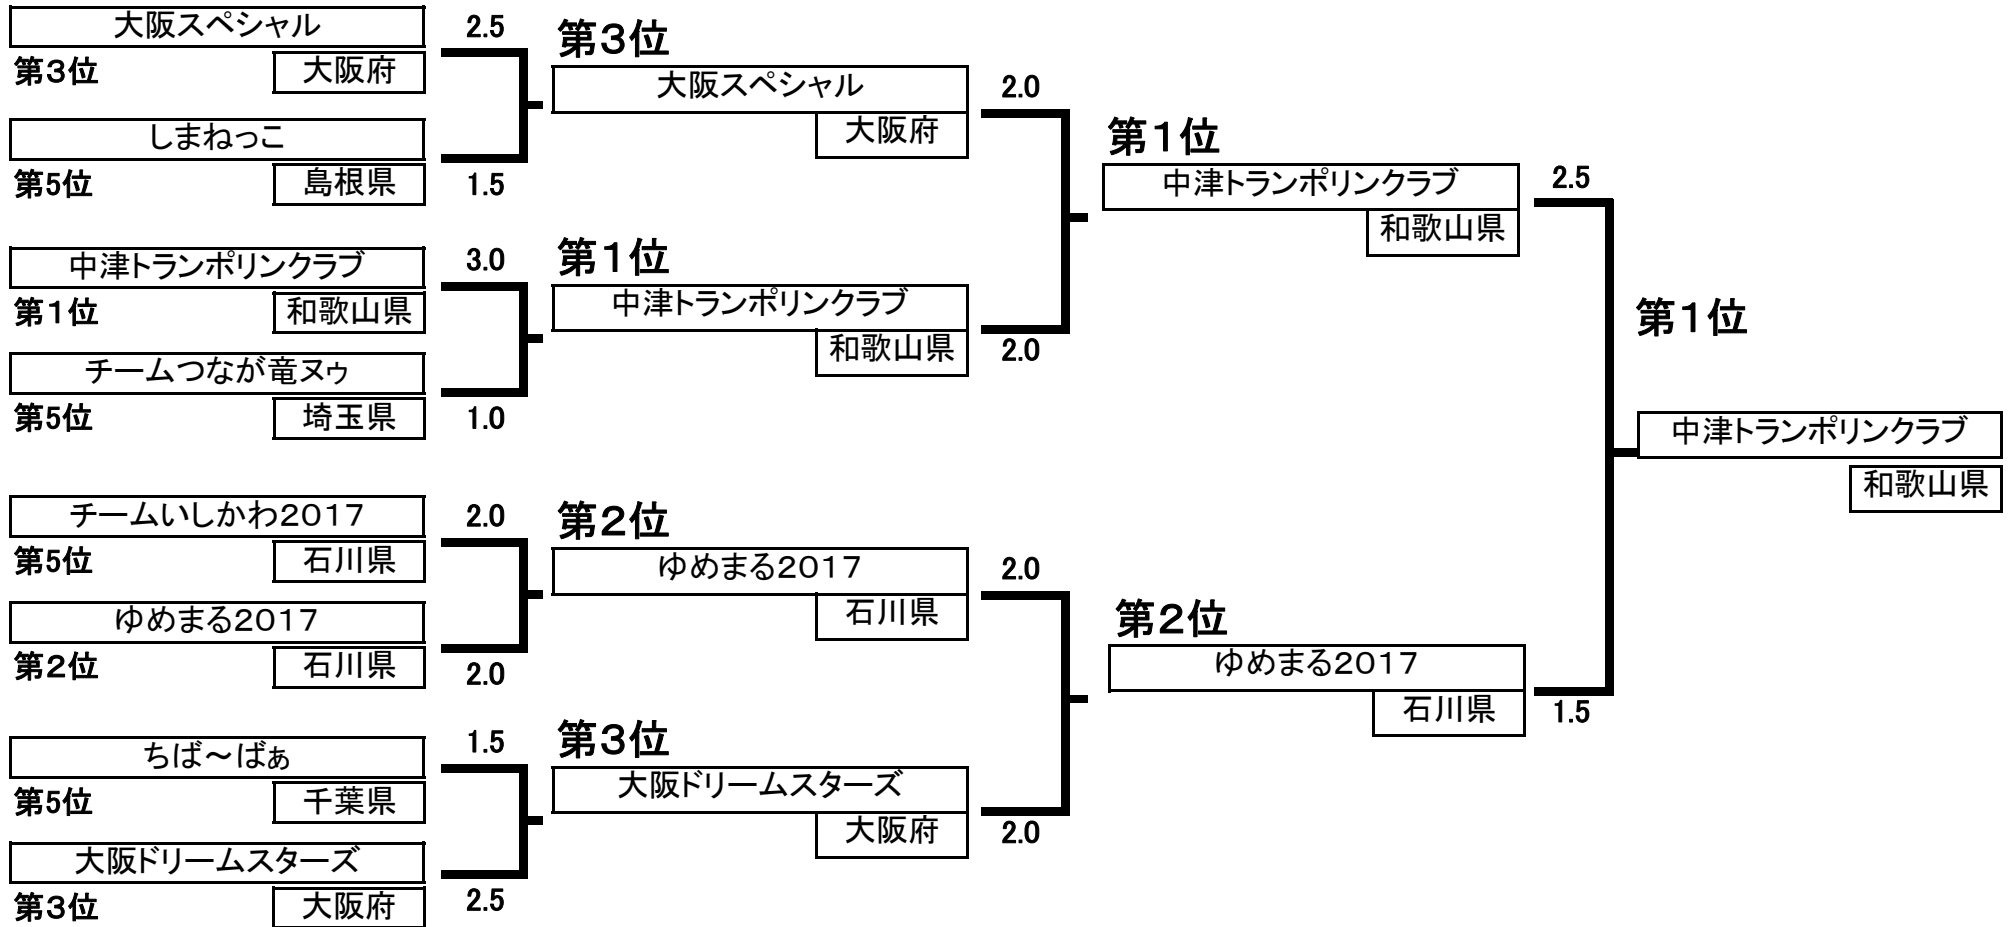 大阪スペシャル
2.5
第3位
大阪府
しまねっこ
第5位
島根県
1.5
中津トランポリンクラブ
3.0
第1位
和歌山県
チームつなが竜ヌゥ
第5位
埼玉県
1.0
チームいしかわ2017
2.0
第5位
石川県
ゆめまる2017
第2位
石川県
2.0
ちば～ばぁ
1.5
第5位
千葉県
大阪ドリームスターズ
第3位
大阪府
2.5
第3位
大阪スペシャル
大阪府
2.0
第1位
中津トランポリンクラブ
和歌山県
2.0
第2位
ゆめまる2017
石川県
2.0
第3位
大阪ドリームスターズ
大阪府
2.0
第1位
中津トランポリンクラブ
和歌山県
2.5
第2位
ゆめまる2017
石川県
1.5
第1位
中津トランポリンクラブ
和歌山県